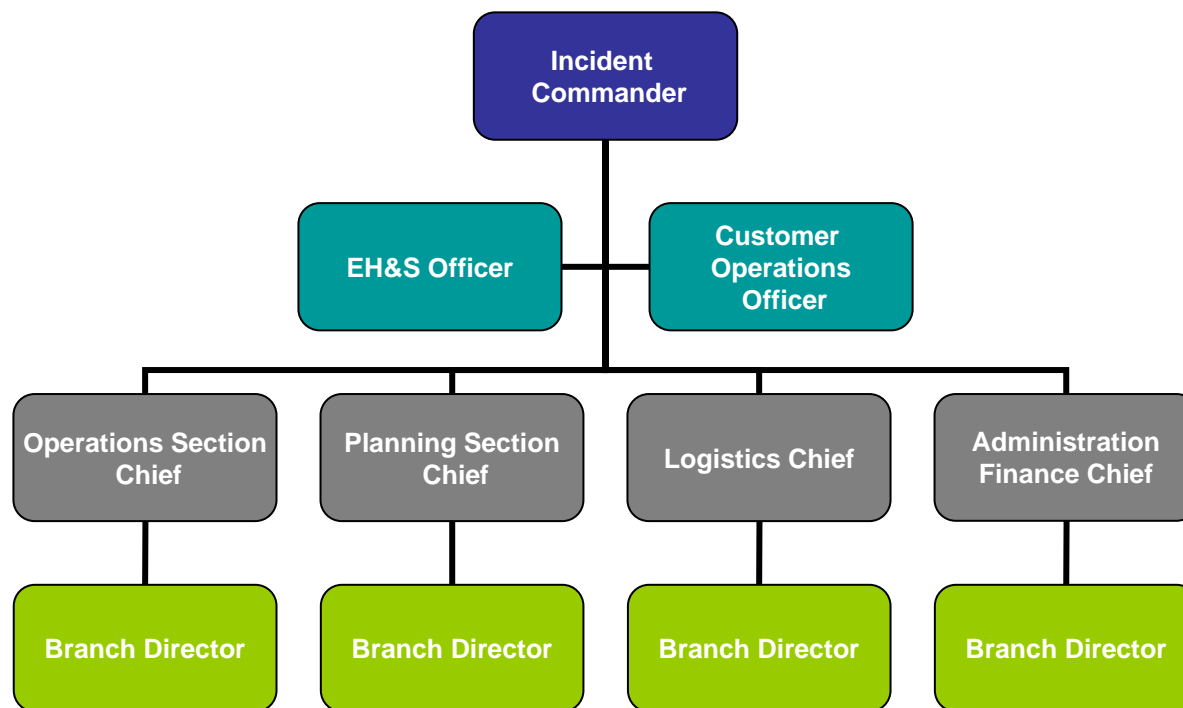 Incident
Commander
EH&S Officer
Customer
Operations
Officer
Operations Section
Chief
Planning Section
Chief
Logistics Chief
Administration
Finance Chief
Branch Director
Branch Director
Branch Director
Branch Director